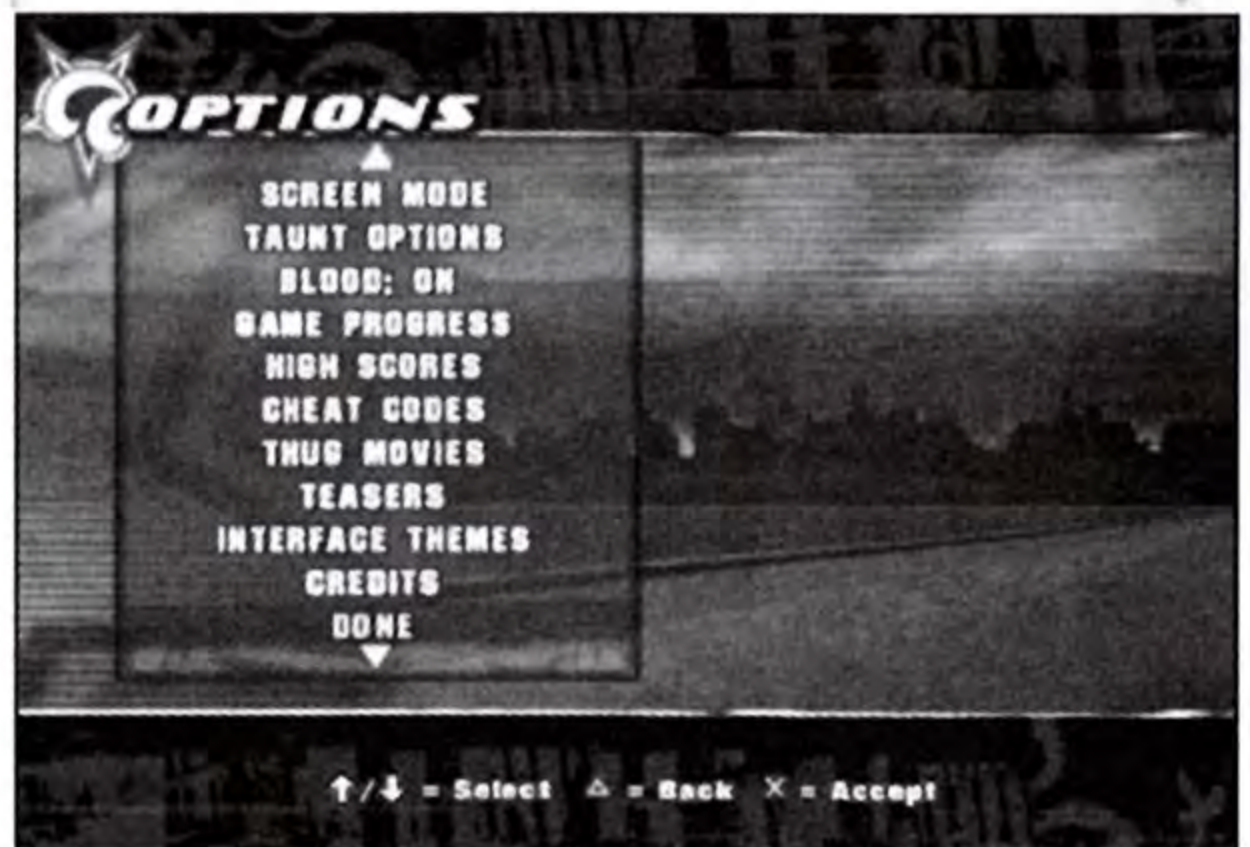 OPTIONS
SCREEN MODE
TAUNT OPTIONS
BLOOD: ON
GAME PROGRESS
HIGH SCORES
CHEAT CODES
THUG MOVIES
TEASERS
INTERFACE THEMES
CREDITS
DONE
↑/↓ = Select △ = Back X = Accept